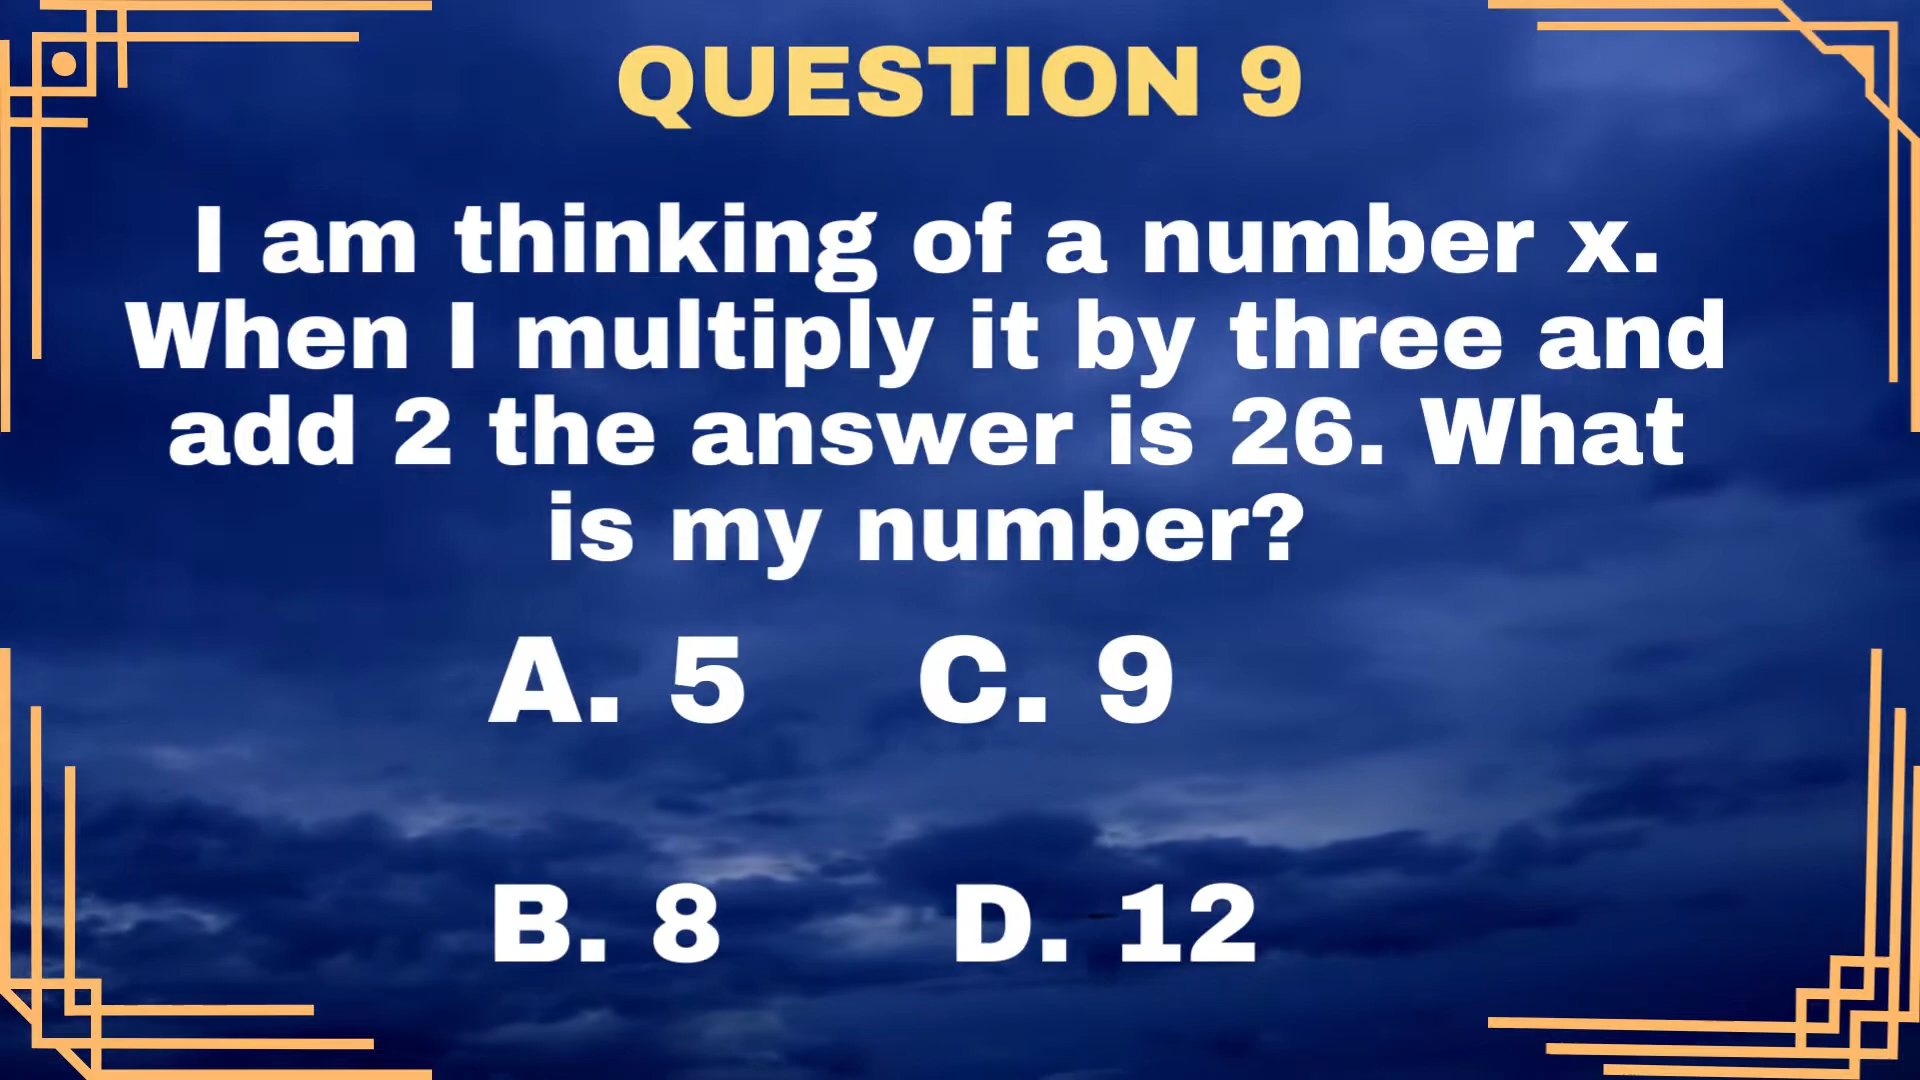 QUESTION 9
I am thinking of a number x.
When I multiply it by three and
add 2 the answer is 26. What
is my number?
A. 5 C. 9
B. 8 D. 12